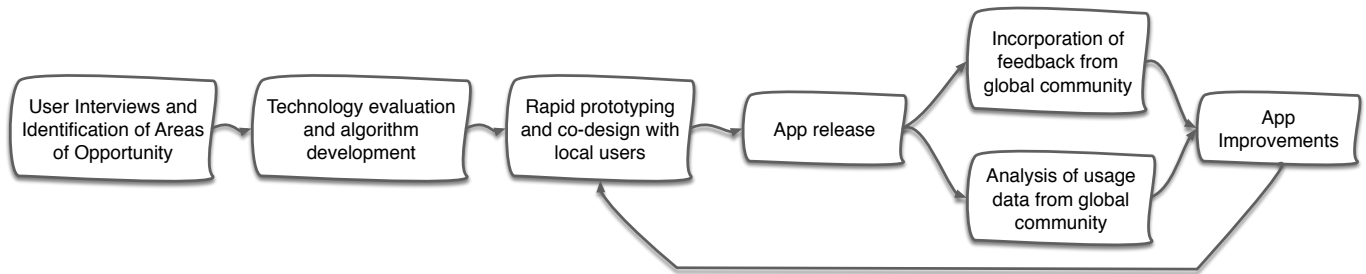 User Interviews and
Identification of Areas
of Opportunity
Technology evaluation
and algorithm
development
Rapid prototyping
and co-design with
local users
App release
Incorporation of
feedback from
global community
Analysis of usage
data from global
community
App
Improvements